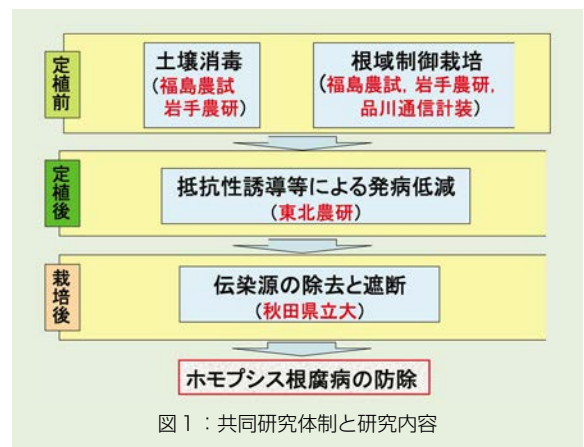 定植前
土壌消毒
(福島農試
岩手農研)
根域制御栽培
(福島農試, 岩手農研,
品川通信計装)
定植後
抵抗性誘導等による発病低減
(東北農研)
栽培後
伝染源の除去と遮断
(秋田県立大)
ホモプシス根腐病の防除
図1:共同研究体制と研究内容